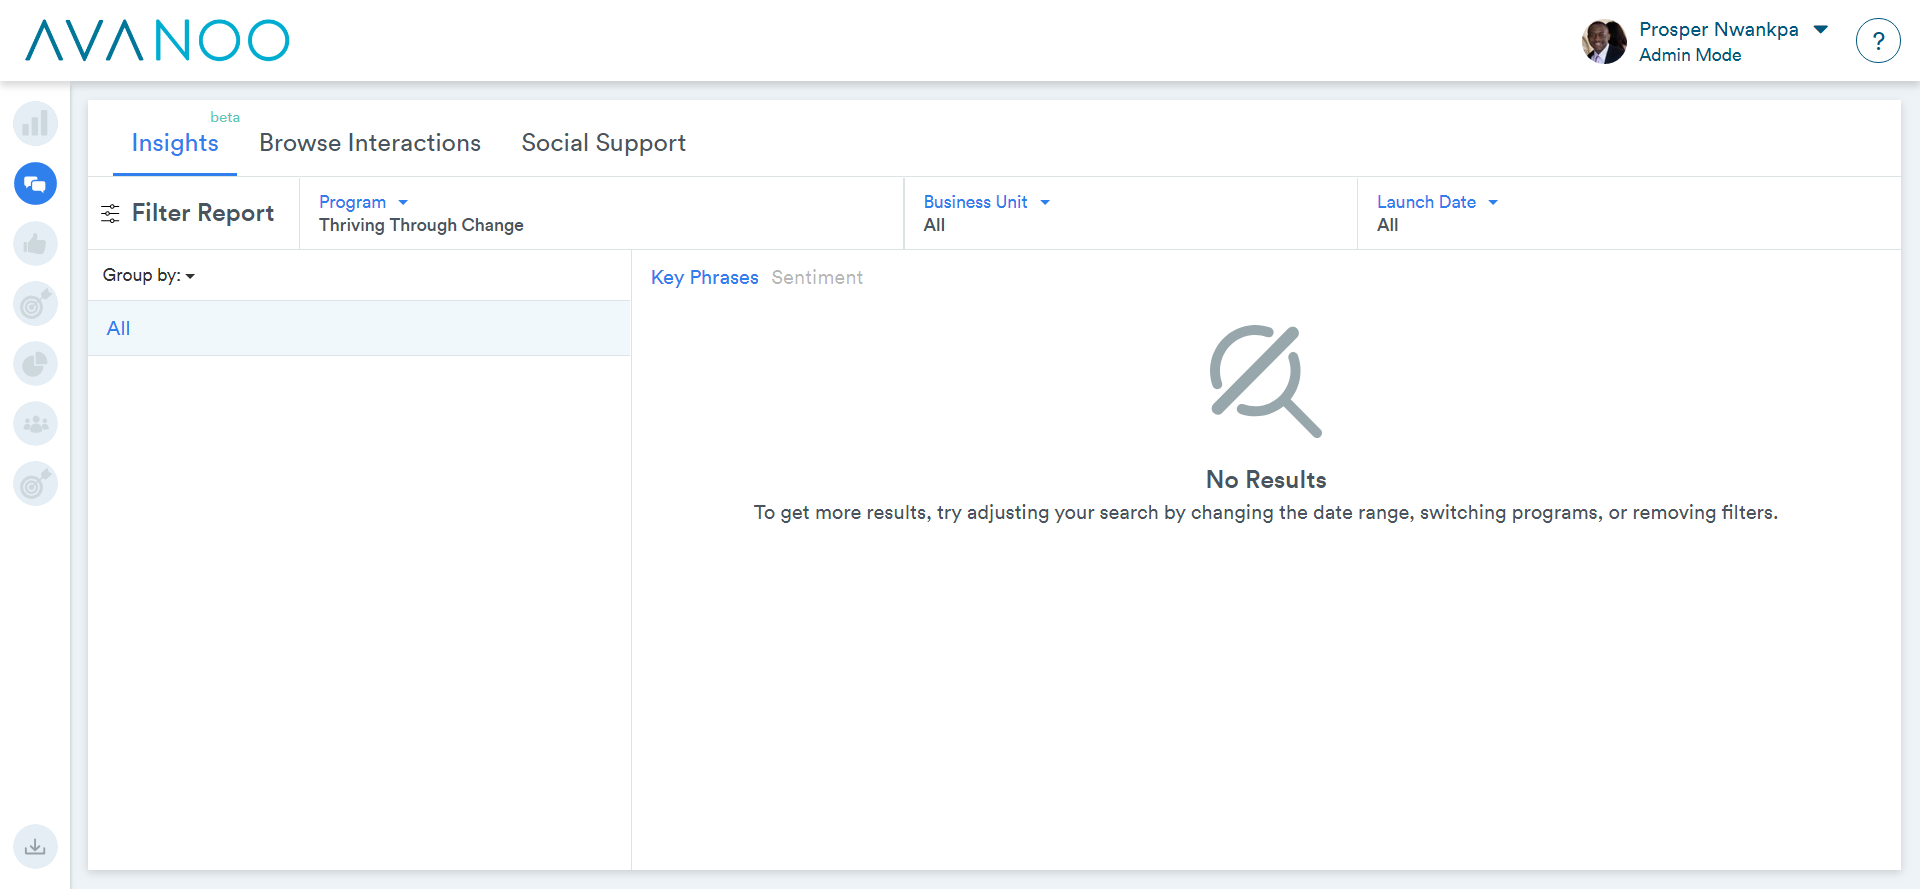 AVANOO
Prosper Nwankpa
Admin Mode
?
beta
Insights
Browse Interactions
Social Support
Filter Report
Program
Thriving Through Change
Business Unit
All
Launch Date
All
Group by:
All
Key Phrases
Sentiment
No Results
To get more results, try adjusting your search by changing the date range, switching programs, or removing filters.